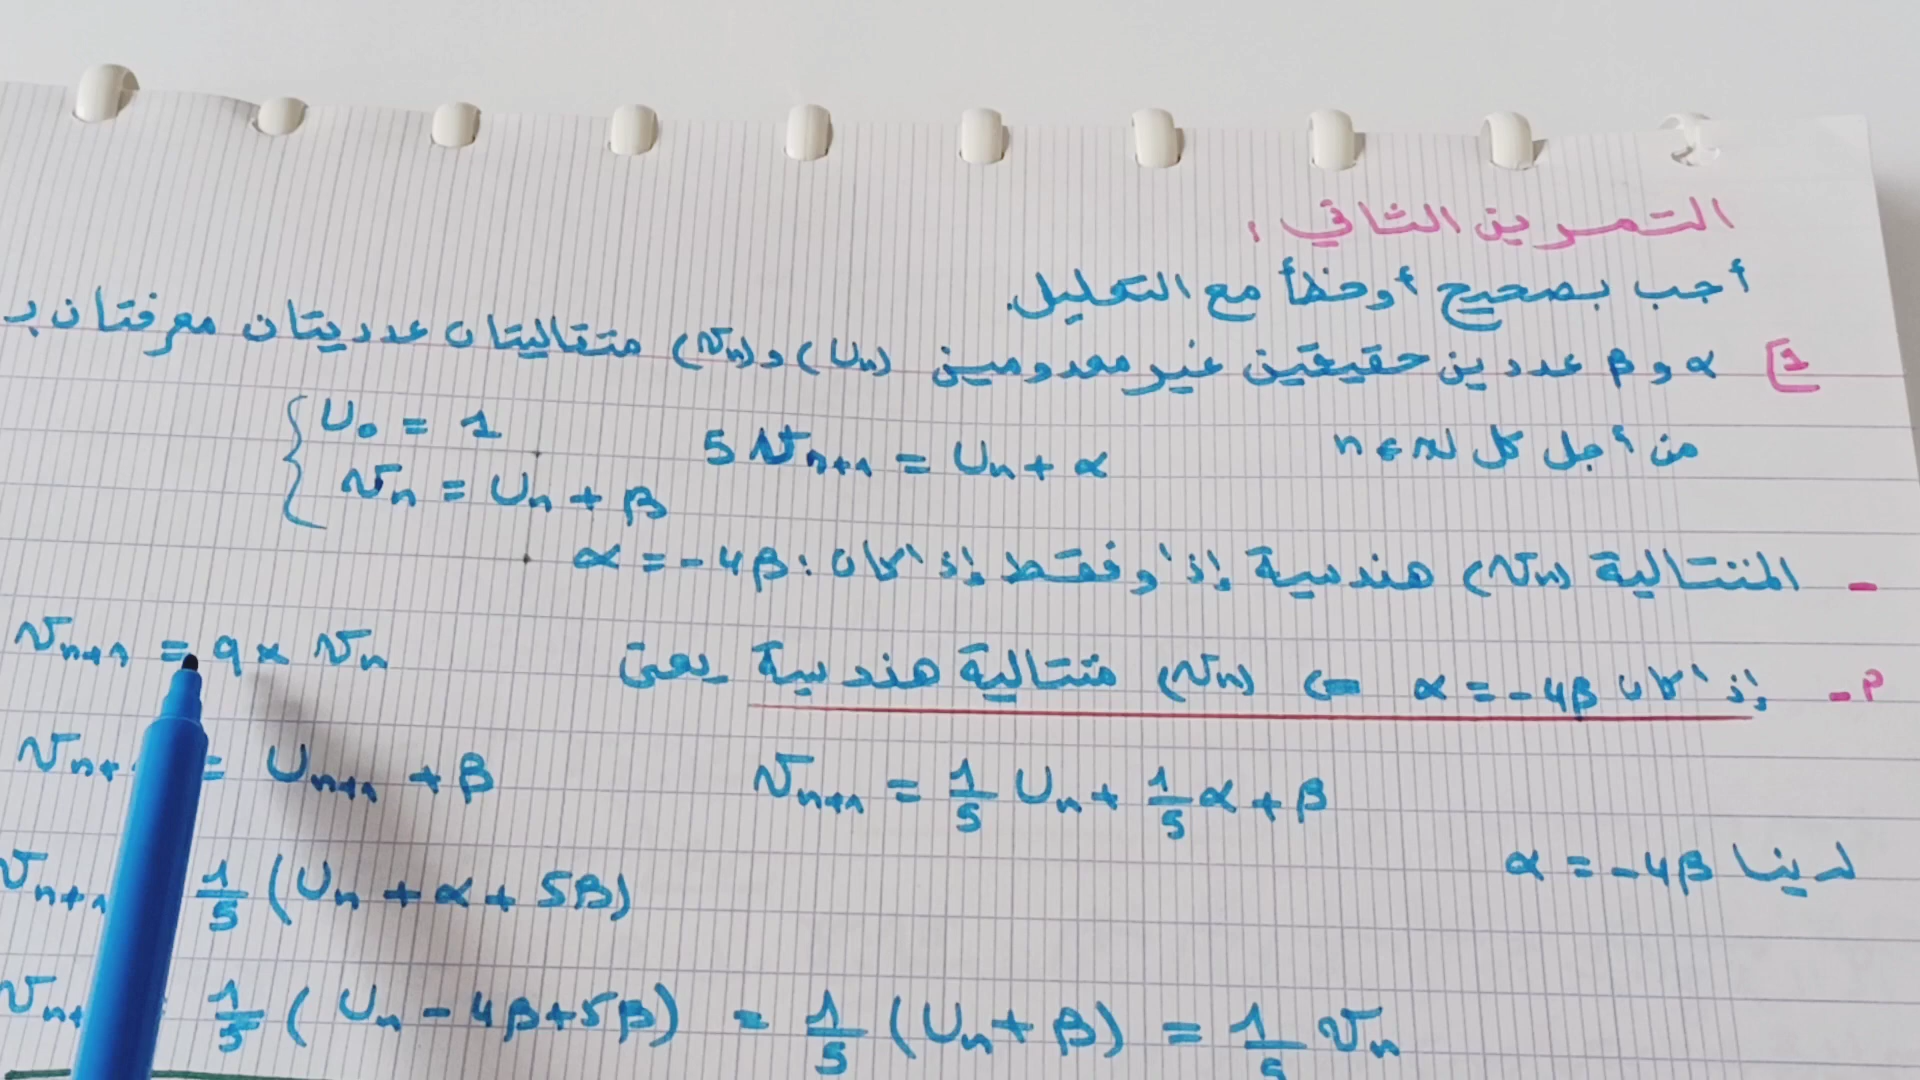 التمرين الثاني :
أجب بصحيح أو خطأ مع التعليل.
1] α و β عددين حقيقيين غير معدومين (Un) و (Vn) متتاليتان عدديتان معرفتان بـ
من أجل كل n ∈ ℕ 5 Vn+1 = Un + α { U0 = 1
Vn = Un + β
- المتتالية (Vn) هندسية إذا و فقط إذا كان : α = -4β
م- إذا كان α = -4β ⇐ (Vn) متتالية هندسية يعني Vn+1 = q × Vn
Vn+1 = Un+1 + β Vn+1 = 1/5 Un + 1/5 α + β
لدينا α = -4β
Vn+1 1/5 (Un + α + 5β)
Vn+1 = 1/5 ( Un - 4β + 5β) = 1/5 (Un + β) = 1/5 Vn